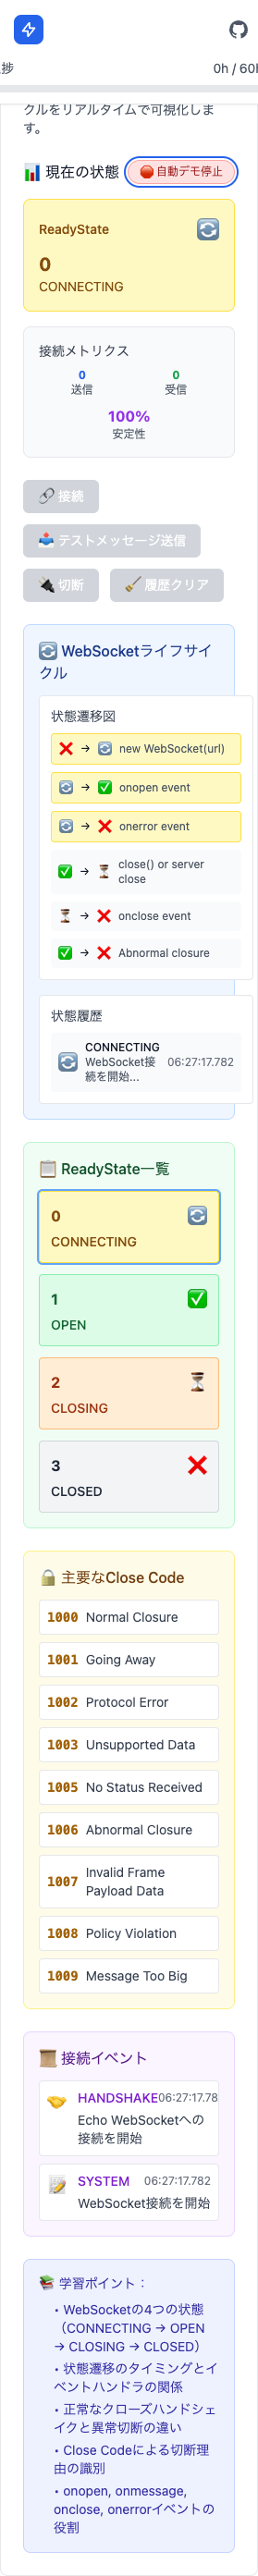 捗 0h / 60h
クルをリアルタイムで可視化しま
す。
📊 現在の状態 🛑 自動デモ停止
ReadyState 🔄
0
CONNECTING
接続メトリクス
0 0
送信 受信
100%
安定性
🔗 接続
📤 テストメッセージ送信
🔌 切断 🧹 履歴クリア
🔄 WebSocketライフサイ
クル
状態遷移図
❌ → 🔄 new WebSocket(url)
🔄 → ✅ onopen event
🔄 → ❌ onerror event
✅ → ⏳ close() or server
close
⏳ → ❌ onclose event
✅ → ❌ Abnormal closure
状態履歴
CONNECTING
🔄 WebSocket接 06:27:17.782
続を開始...
📋 ReadyState一覧
0 🔄
CONNECTING
1 ✅
OPEN
2 ⏳
CLOSING
3 ❌
CLOSED
🔒 主要なClose Code
1000 Normal Closure
1001 Going Away
1002 Protocol Error
1003 Unsupported Data
1005 No Status Received
1006 Abnormal Closure
1007 Invalid Frame
Payload Data
1008 Policy Violation
1009 Message Too Big
📜 接続イベント
🤝 HANDSHAKE 06:27:17.78
Echo WebSocketへの
接続を開始
📝 SYSTEM 06:27:17.782
WebSocket接続を開始
📚 学習ポイント：
• WebSocketの4つの状態
（CONNECTING → OPEN
→ CLOSING → CLOSED）
• 状態遷移のタイミングとイ
ベントハンドラの関係
• 正常なクローズハンドシェ
イクと異常切断の違い
• Close Codeによる切断理
由の識別
• onopen, onmessage,
onclose, onerrorイベントの
役割